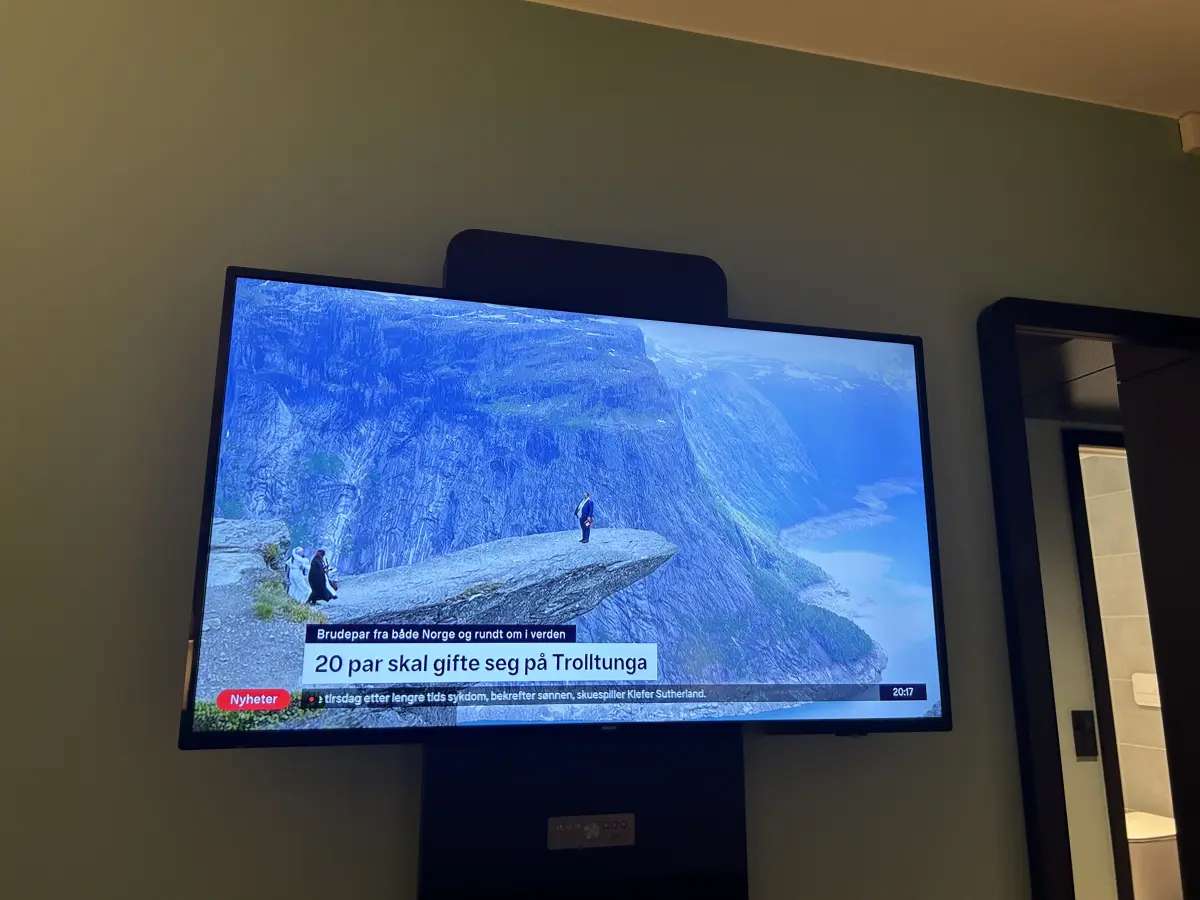 Brudepar fra både Norge og rundt om i verden
20 par skal gifte seg på Trolltunga
Nyheter
tirsdag etter lengre tids sykdom, bekrefter sønnen, skuespiller Kiefer Sutherland.
20:17